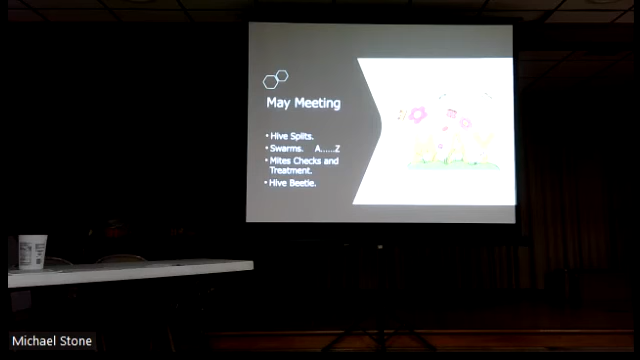 May Meeting
• Hive Splits.
• Swarms. A......Z
• Mites Checks and
Treatment.
• Hive Beetle.
Michael Stone